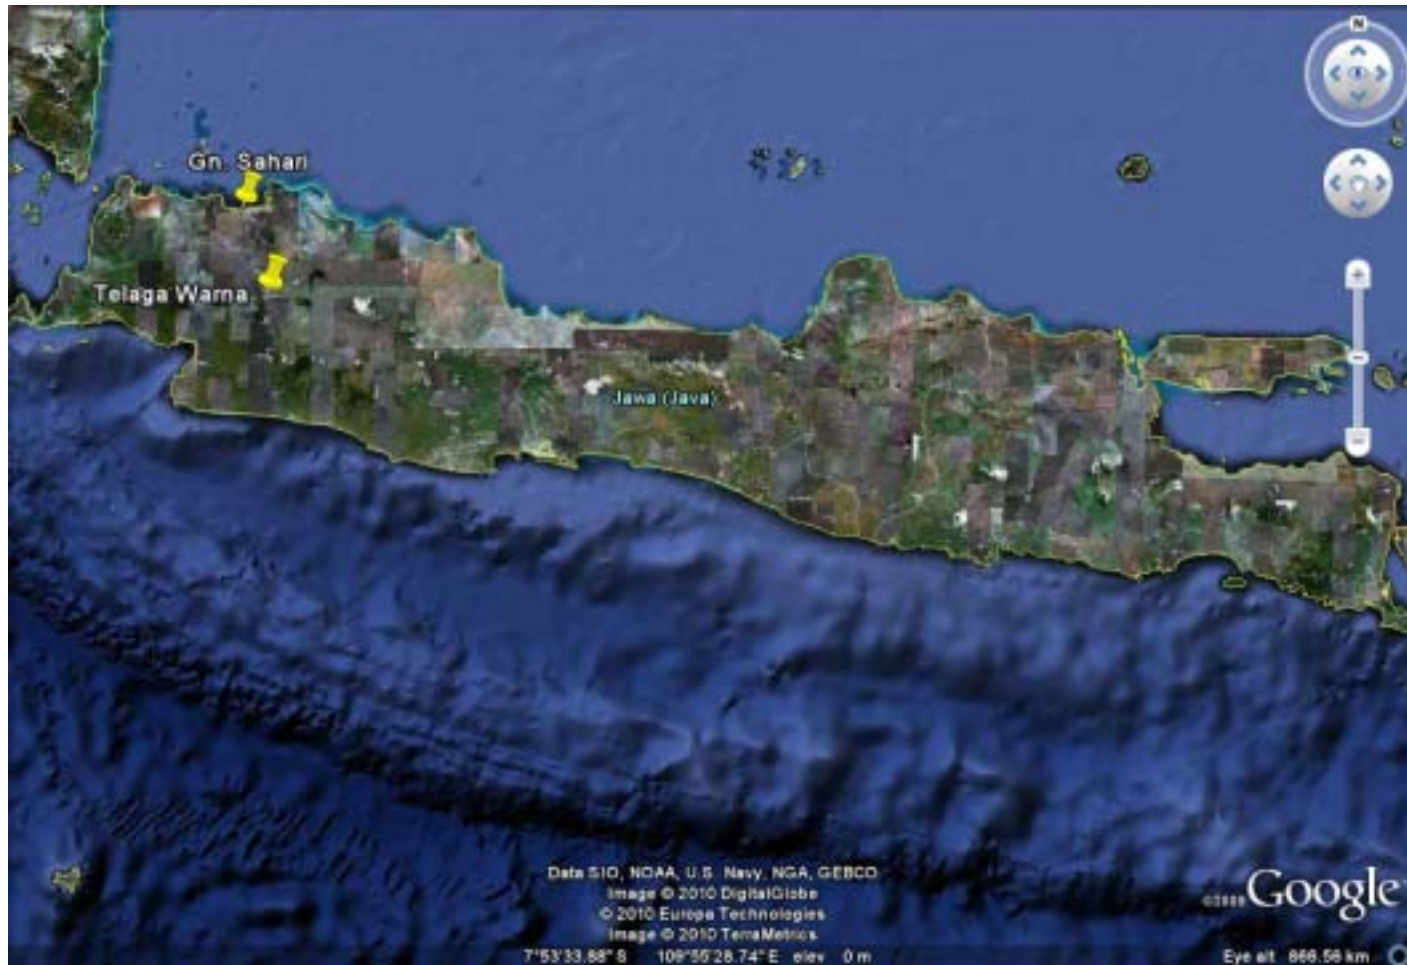 N
Gn. Sahari
Telaga Warna
Jawa (Java)
Data SIO, NOAA, U.S. Navy, NGA, GEBCO
Image © 2010 DigitalGlobe
© 2010 Europa Technologies
Image © 2010 TerraMetrics
©2009 Google
7°53'33.88" S 109°55'28.74" E elev 0 m
Eye alt 866.56 km